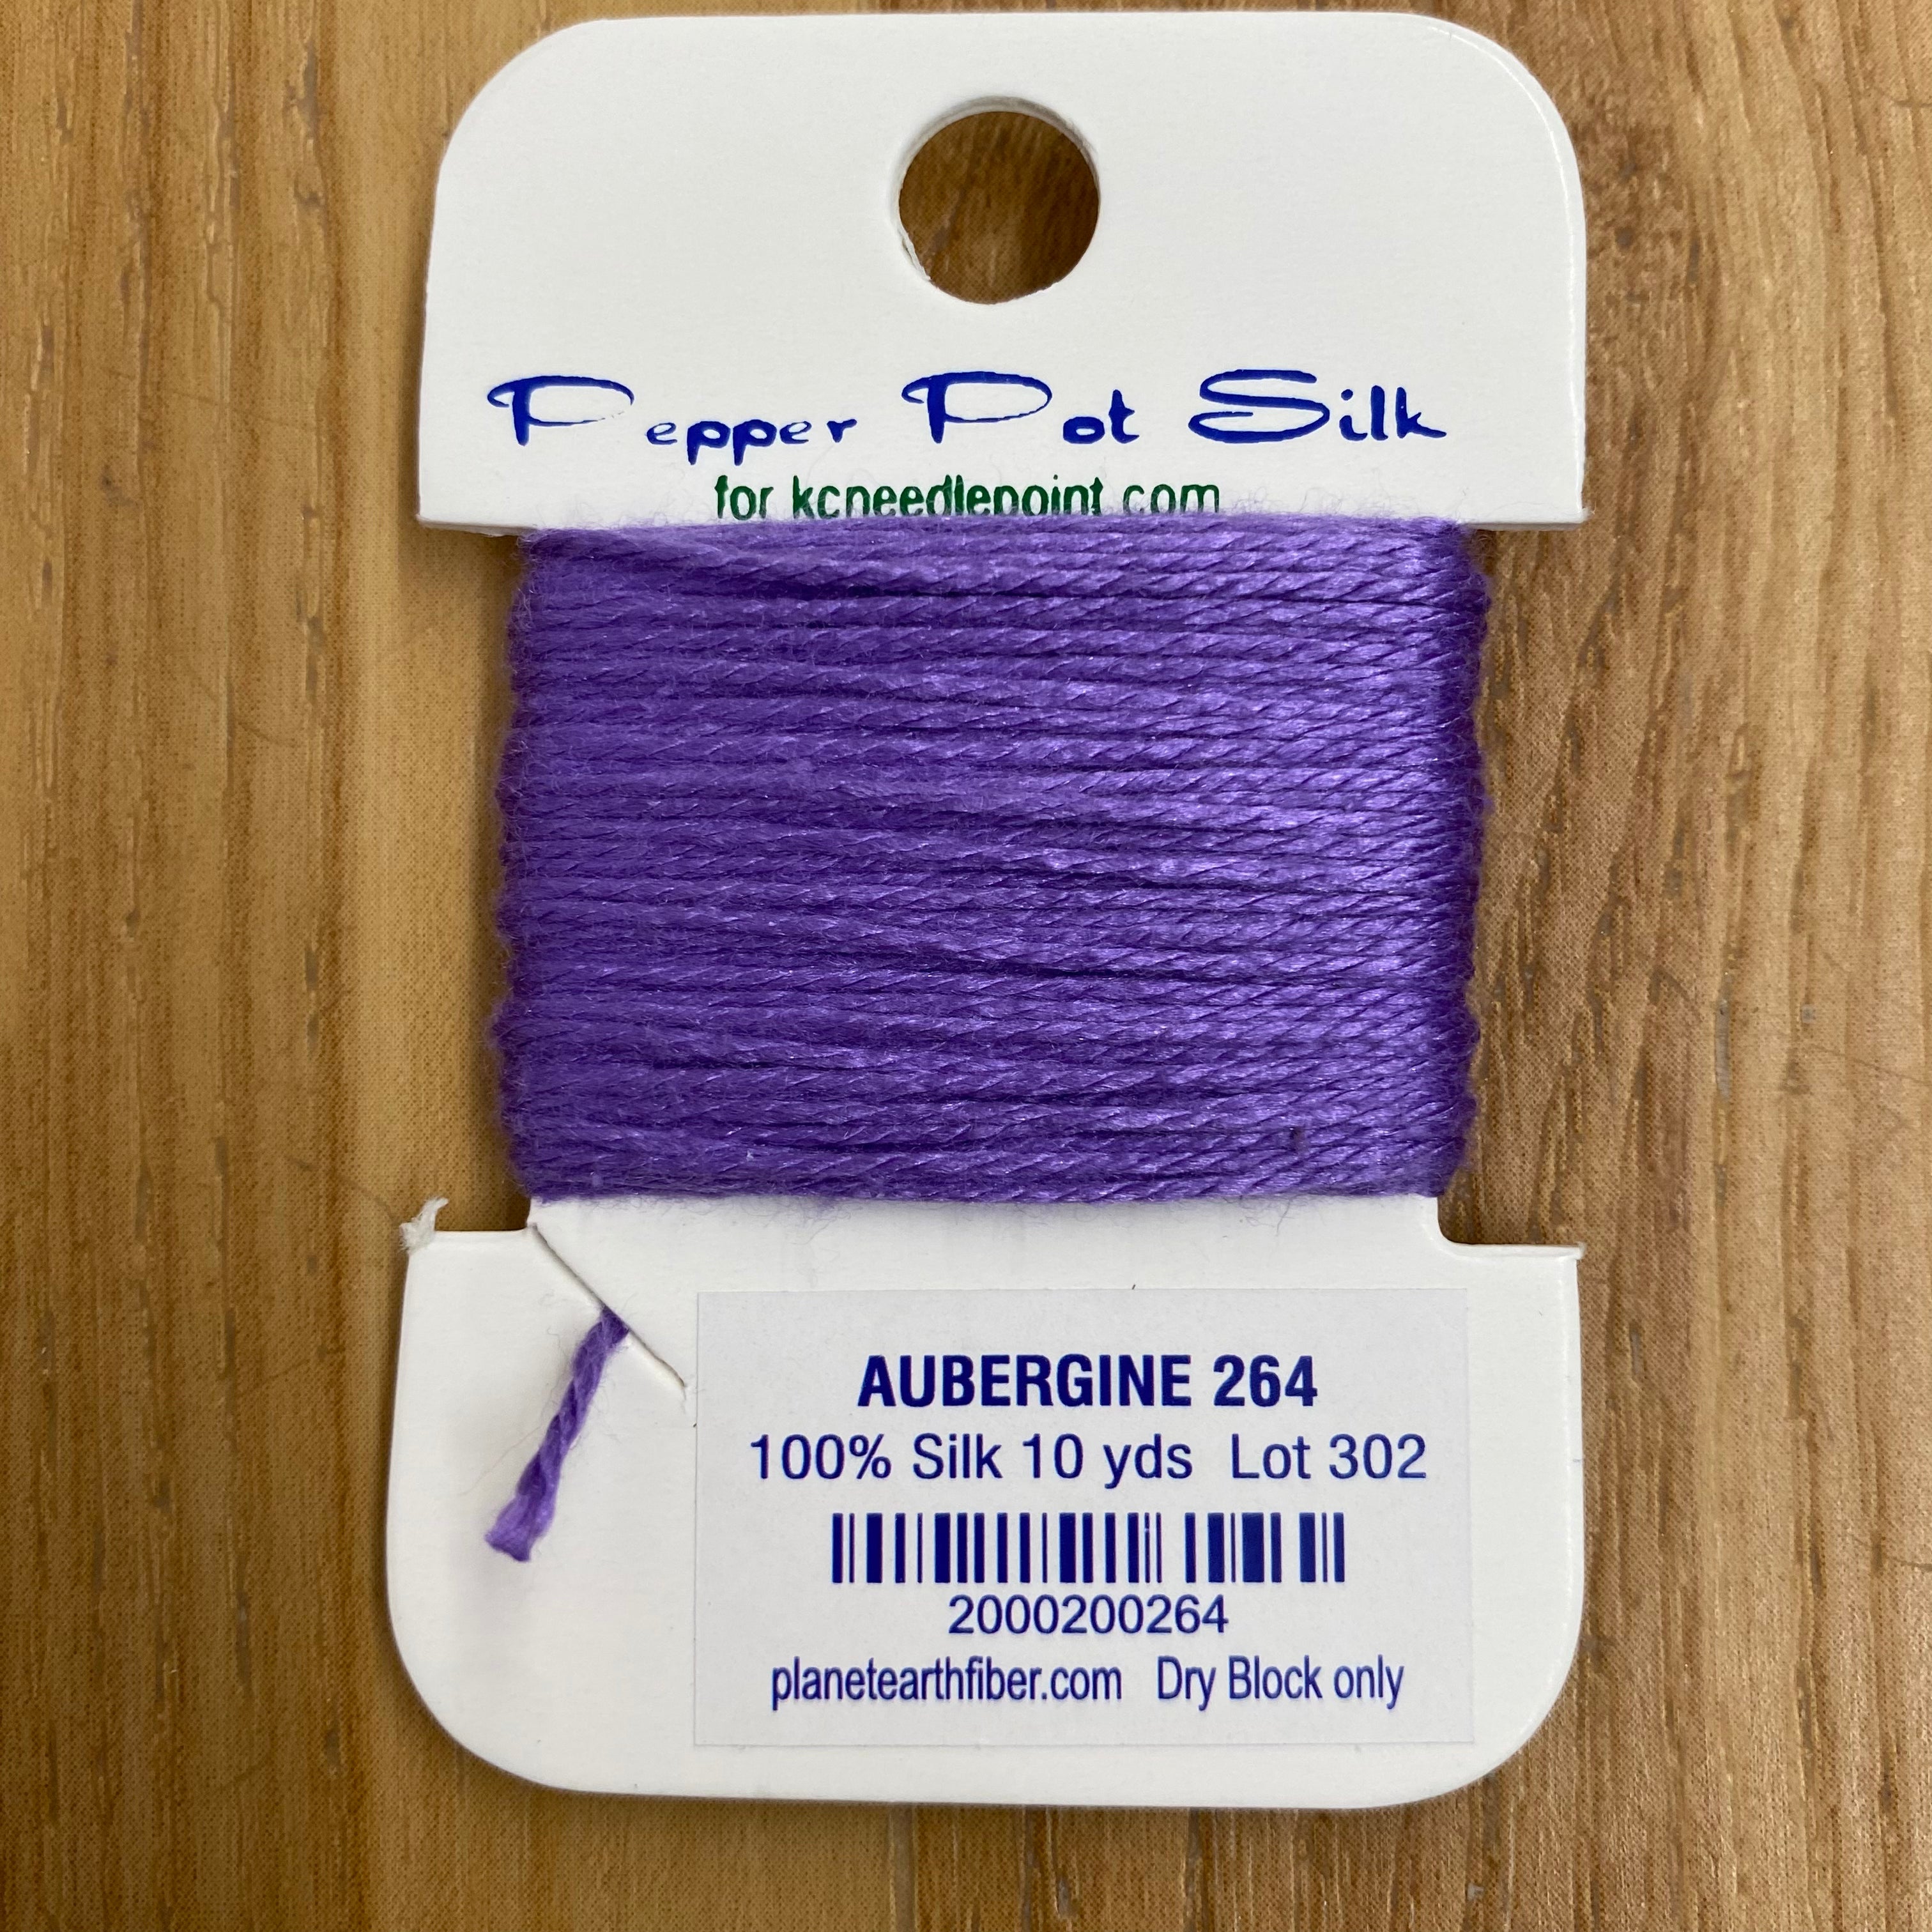 Pepper Pot Silk
for kcneedlepoint.com
AUBERGINE 264
100% Silk 10 yds Lot 302
2000200264
planetearthfiber.com Dry Block only